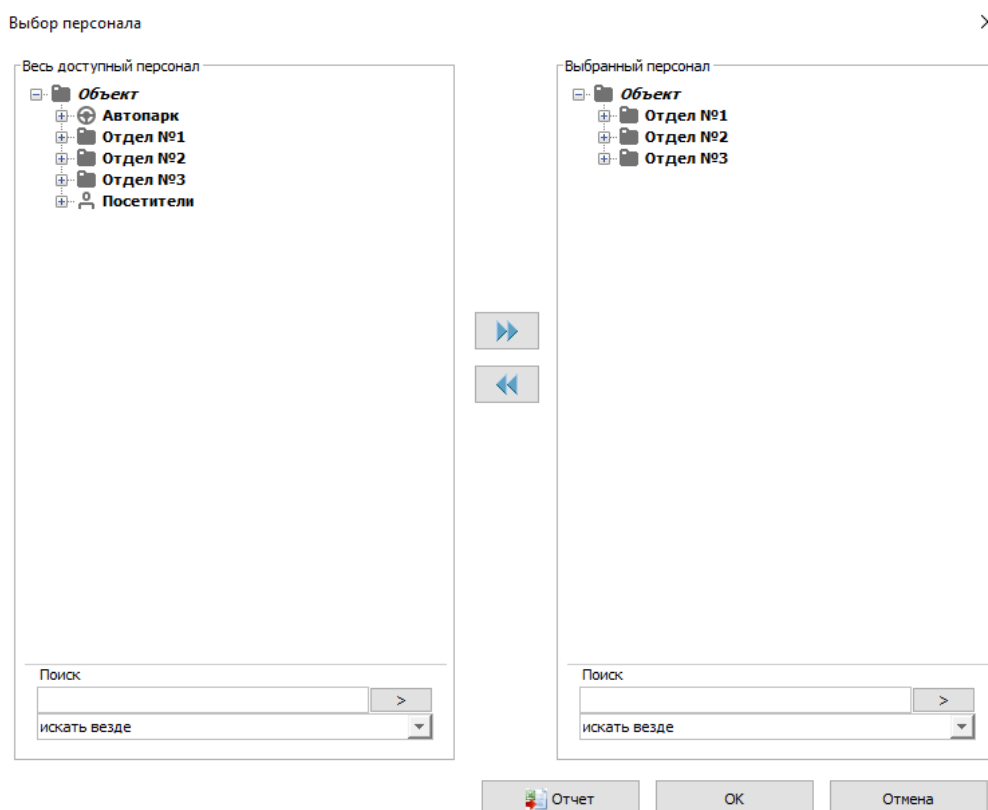 Выбор персонала
Весь доступный персонал
Объект
Автопарк
Отдел №1
Отдел №2
Отдел №3
Посетители
Поиск
>
искать везде
Выбранный персонал
Объект
Отдел №1
Отдел №2
Отдел №3
Поиск
>
искать везде
Отчет
ОК
Отмена